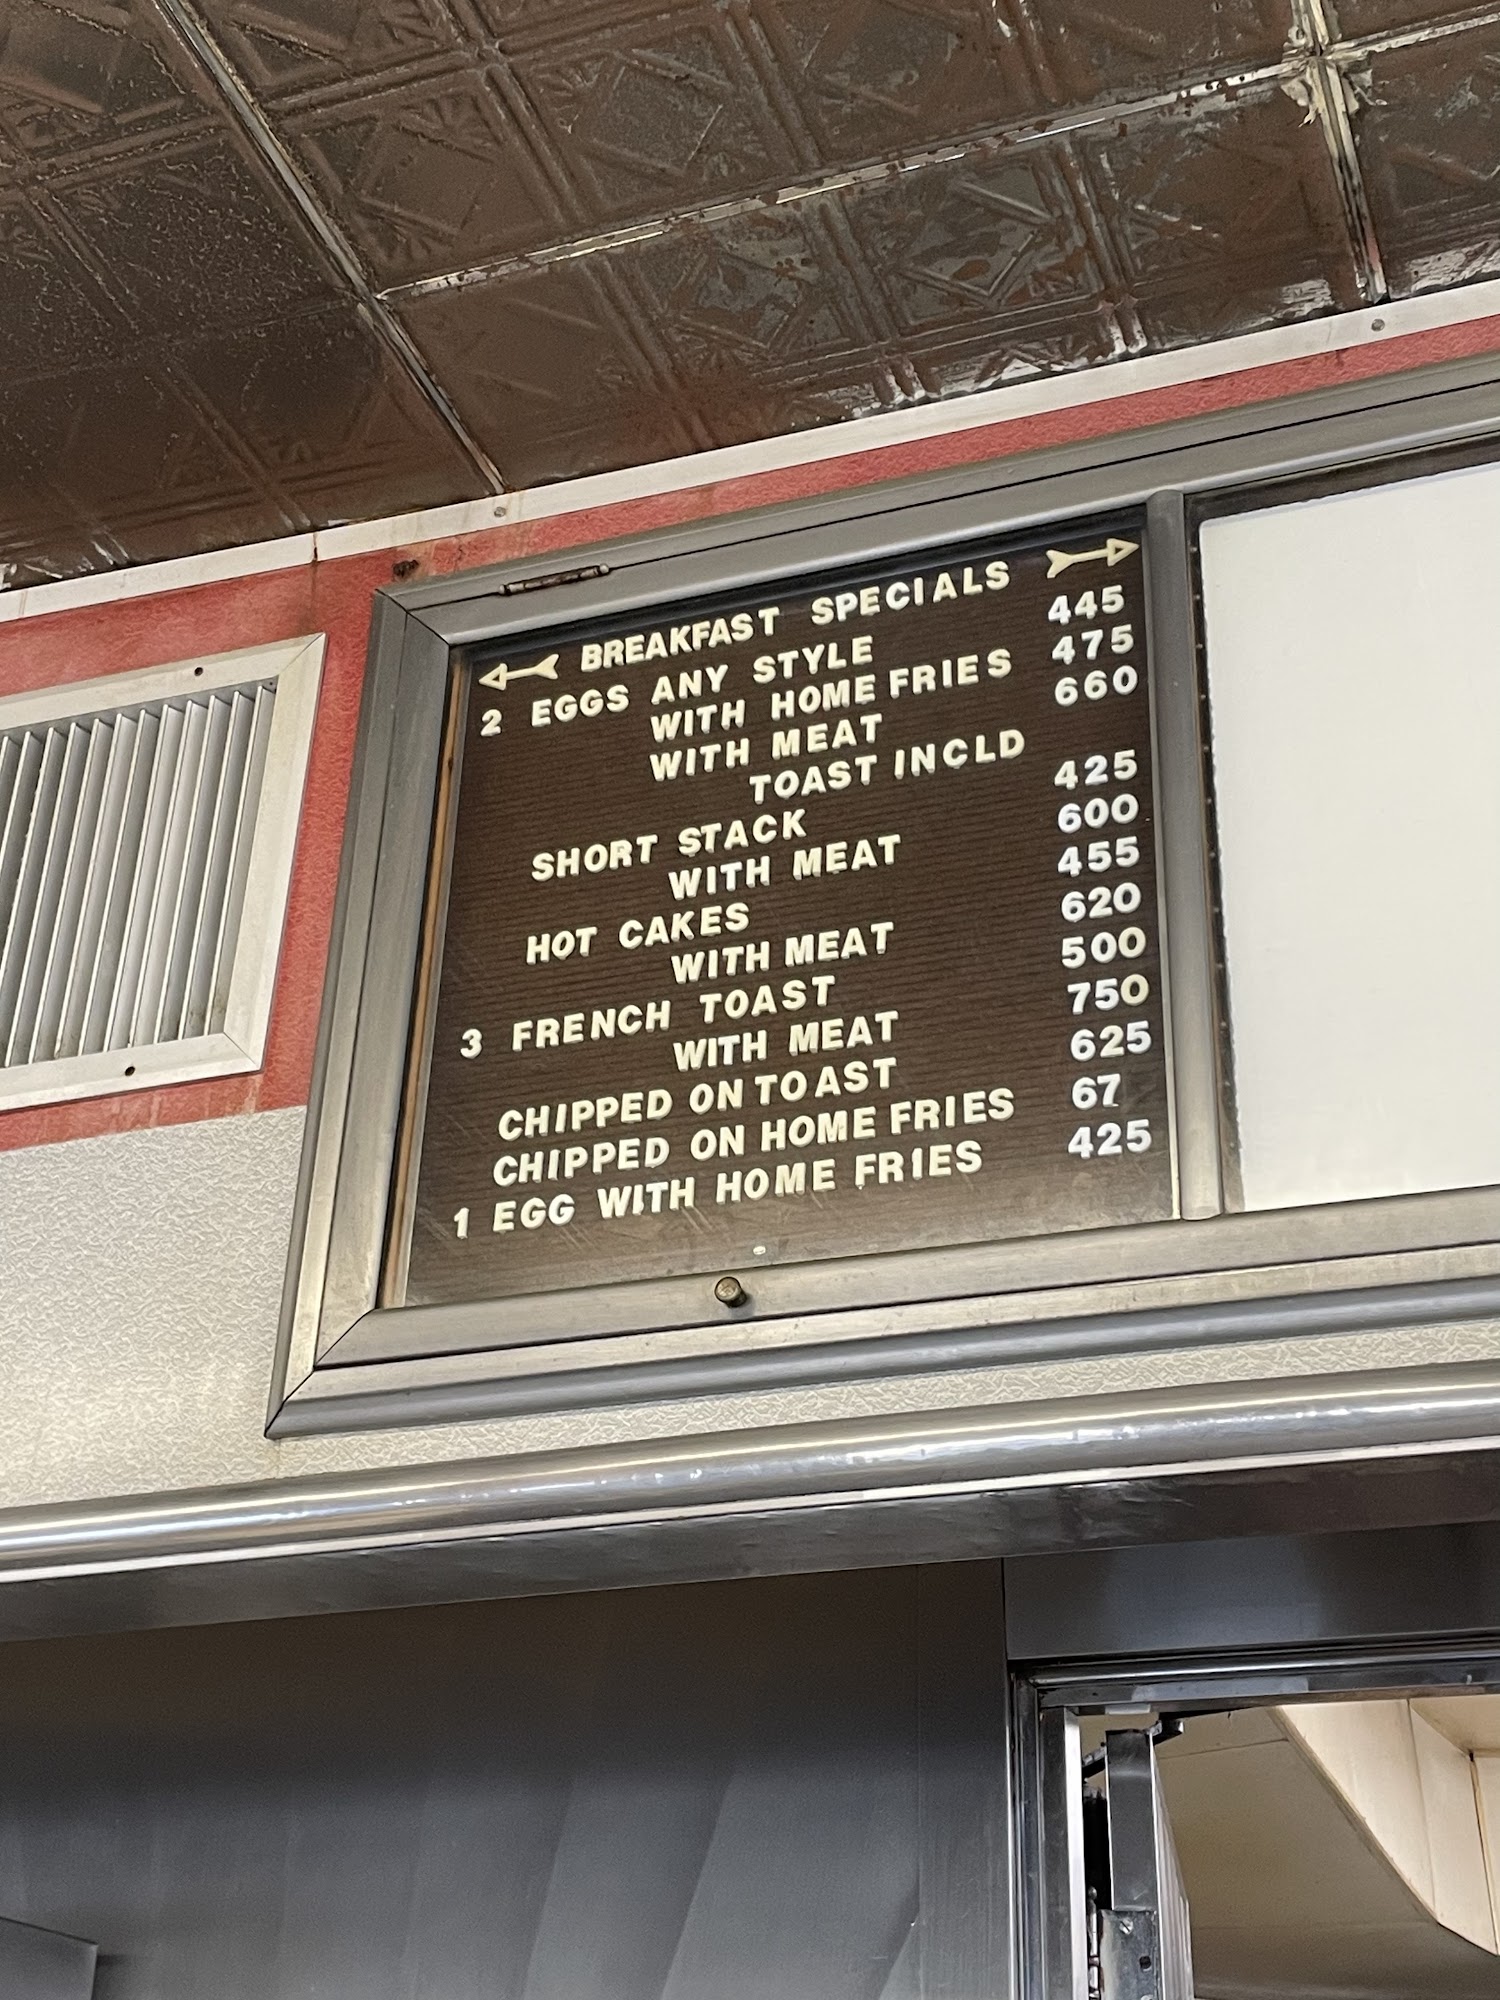 BREAKFAST SPECIALS
2 EGGS ANY STYLE 445
WITH HOME FRIES 475
WITH MEAT 660
TOAST INCLD
SHORT STACK 425
WITH MEAT 600
HOT CAKES 455
WITH MEAT 620
3 FRENCH TOAST 500
WITH MEAT 750
CHIPPED ON TOAST 625
CHIPPED ON HOME FRIES 67
1 EGG WITH HOME FRIES 425